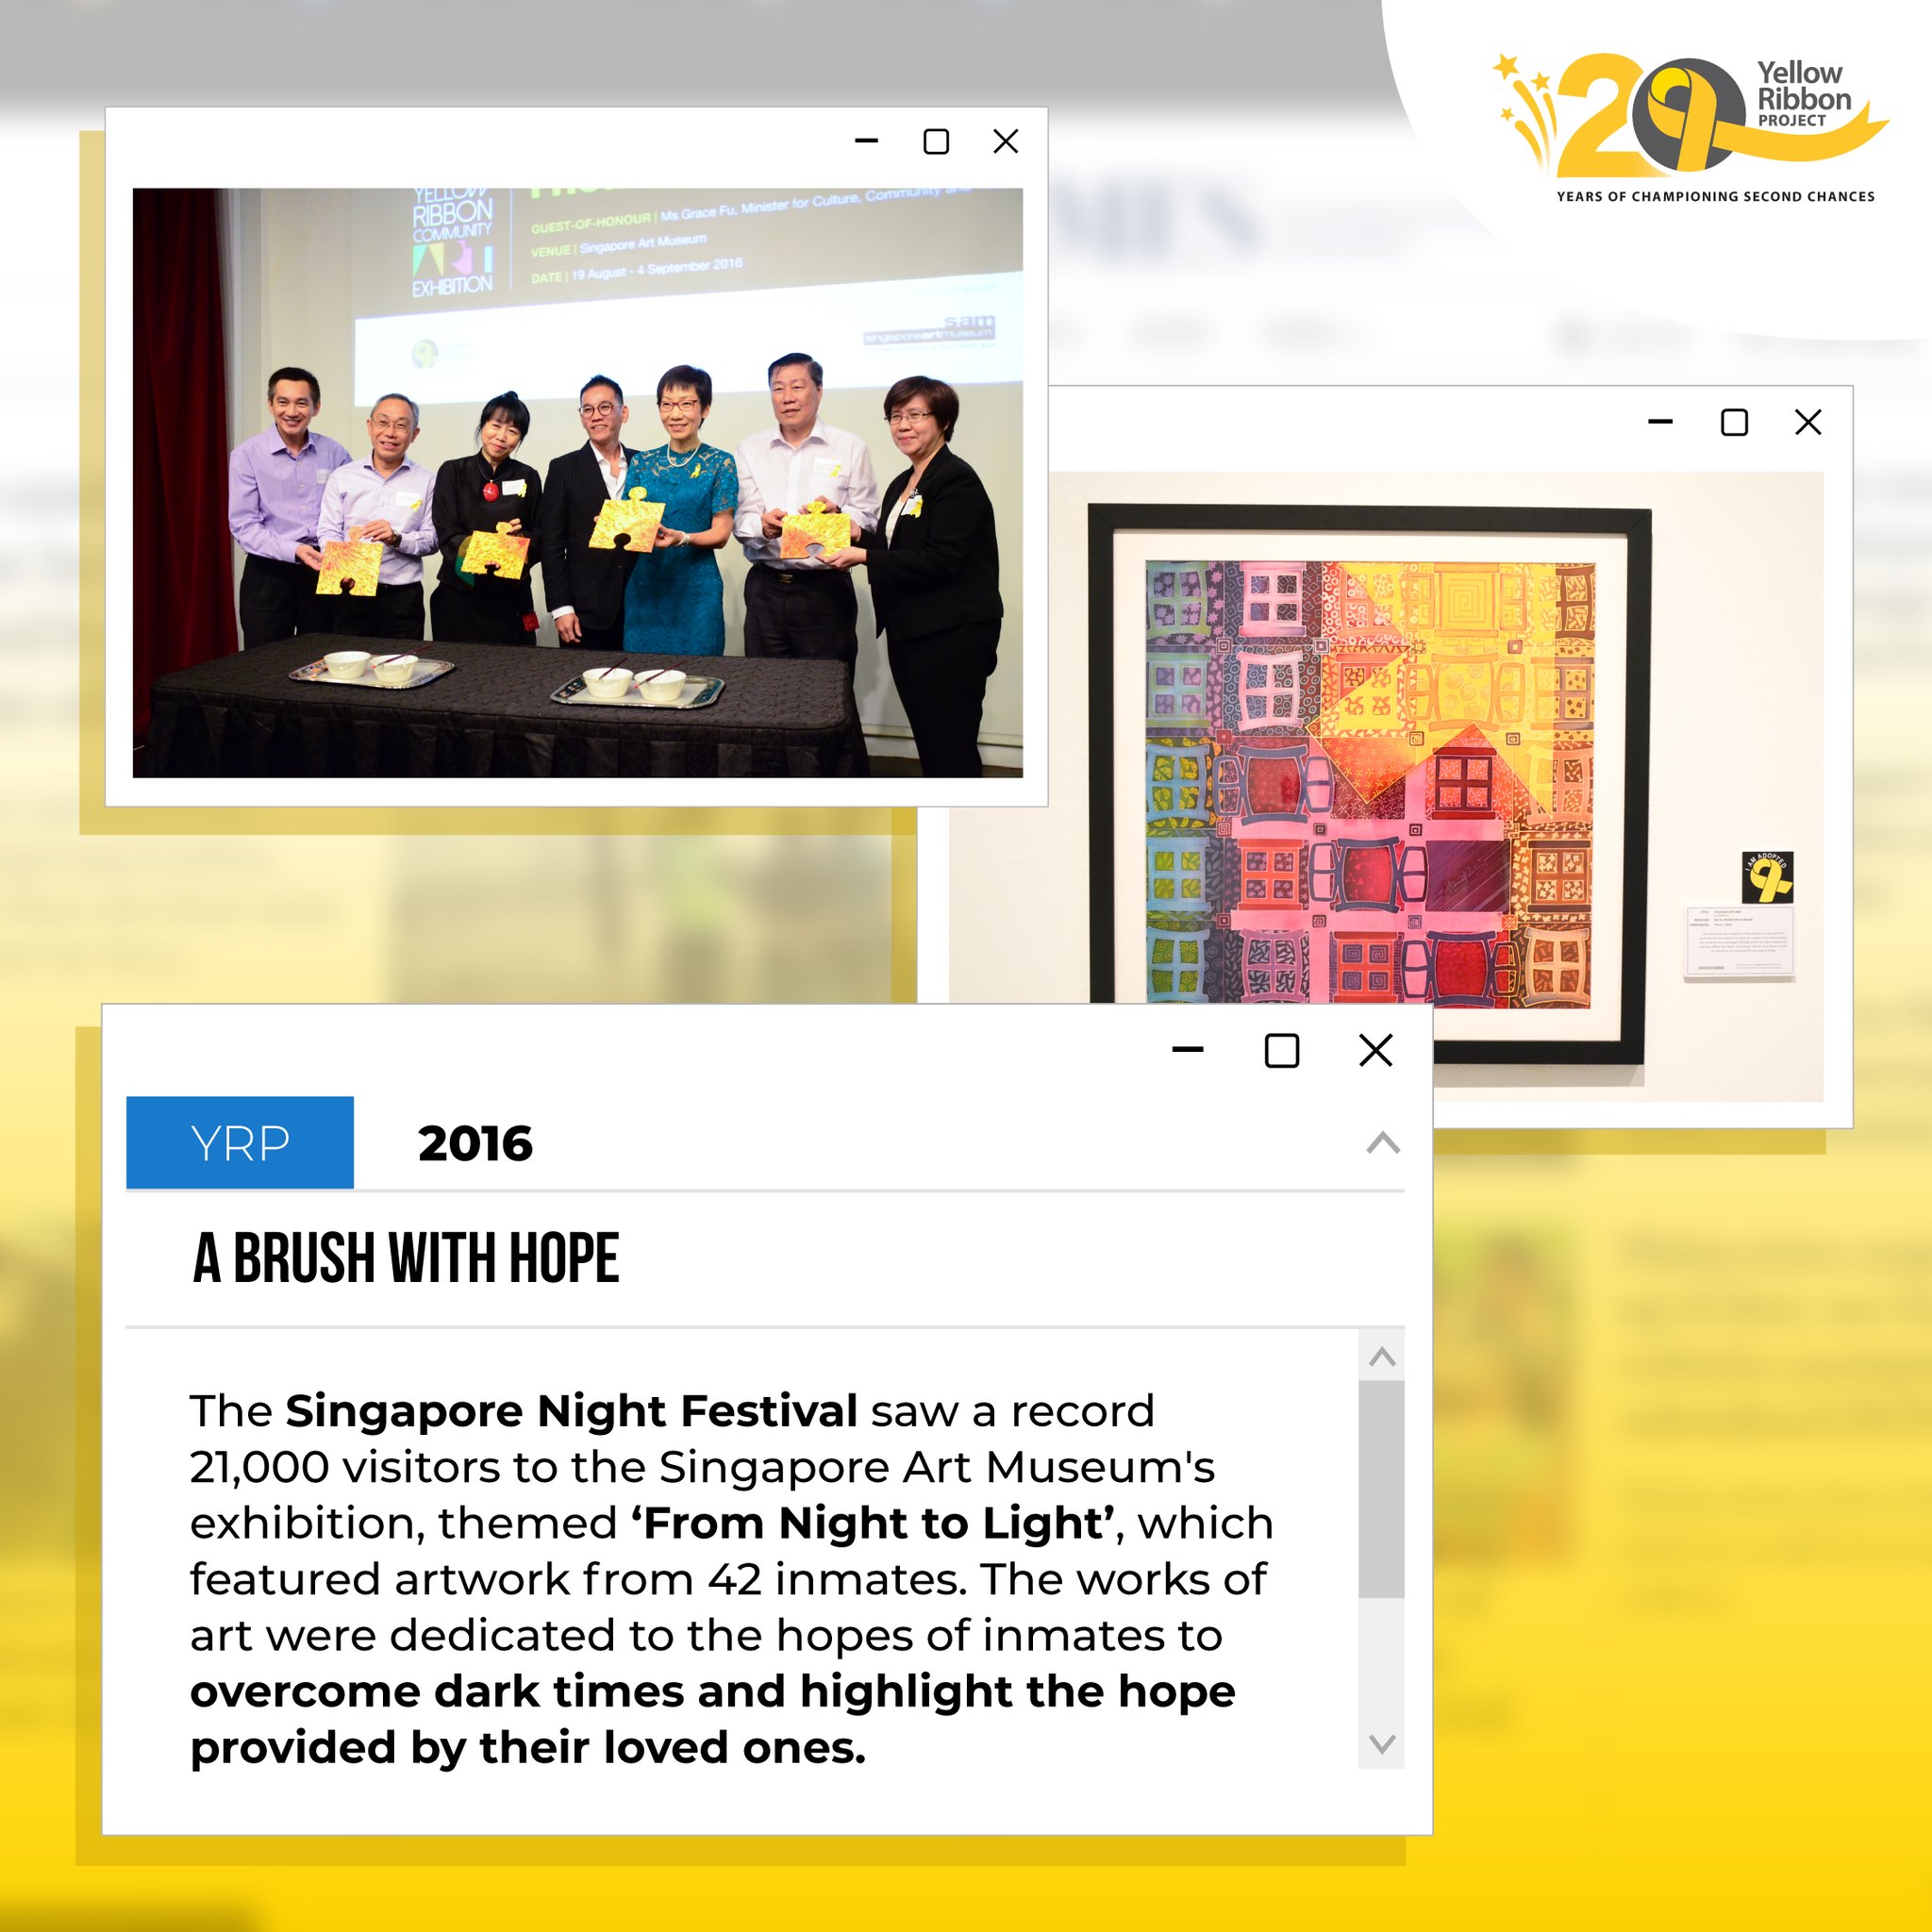 20
Yellow
Ribbon
PROJECT
YEARS OF CHAMPIONING SECOND CHANCES
YELLOW
RIBBON
COMMUNITY
ART
EXHIBITION
GUEST-OF-HONOUR | Ms Grace Fu, Minister for Culture, Community and
VENUE | Singapore Art Museum
DATE | 19 August - 4 September 2016
sam
singaporeartmuseum
I AM ADOPTED
YRP
2016
A BRUSH WITH HOPE
The Singapore Night Festival saw a record
21,000 visitors to the Singapore Art Museum's
exhibition, themed ‘From Night to Light’, which
featured artwork from 42 inmates. The works of
art were dedicated to the hopes of inmates to
overcome dark times and highlight the hope
provided by their loved ones.